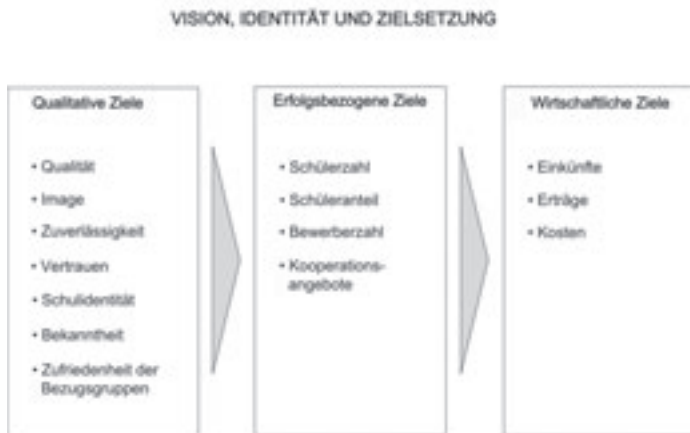 VISION, IDENTITÄT UND ZIELSETZUNG
Qualitative Ziele
• Qualität
• Image
• Zuverlässigkeit
• Vertrauen
• Schulidentität
• Bekanntheit
• Zufriedenheit der
Bezugsgruppen
Erfolgsbezogene Ziele
• Schülerzahl
• Schüleranteil
• Bewerberzahl
• Kooperations-
angebote
Wirtschaftliche Ziele
• Einkünfte
• Erträge
• Kosten